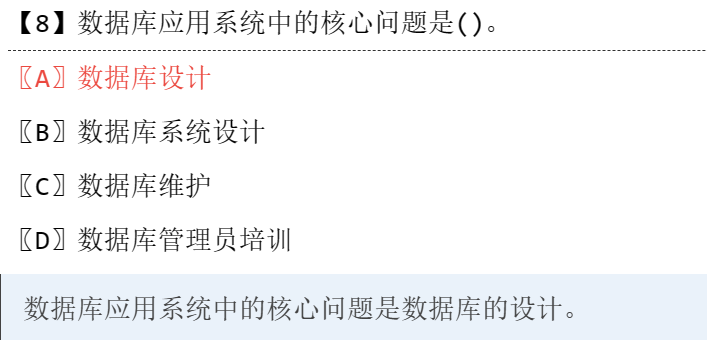 【8】数据库应用系统中的核心问题是()。
〖A〗数据库设计
〖B〗数据库系统设计
〖C〗数据库维护
〖D〗数据库管理员培训
数据库应用系统中的核心问题是数据库的设计。